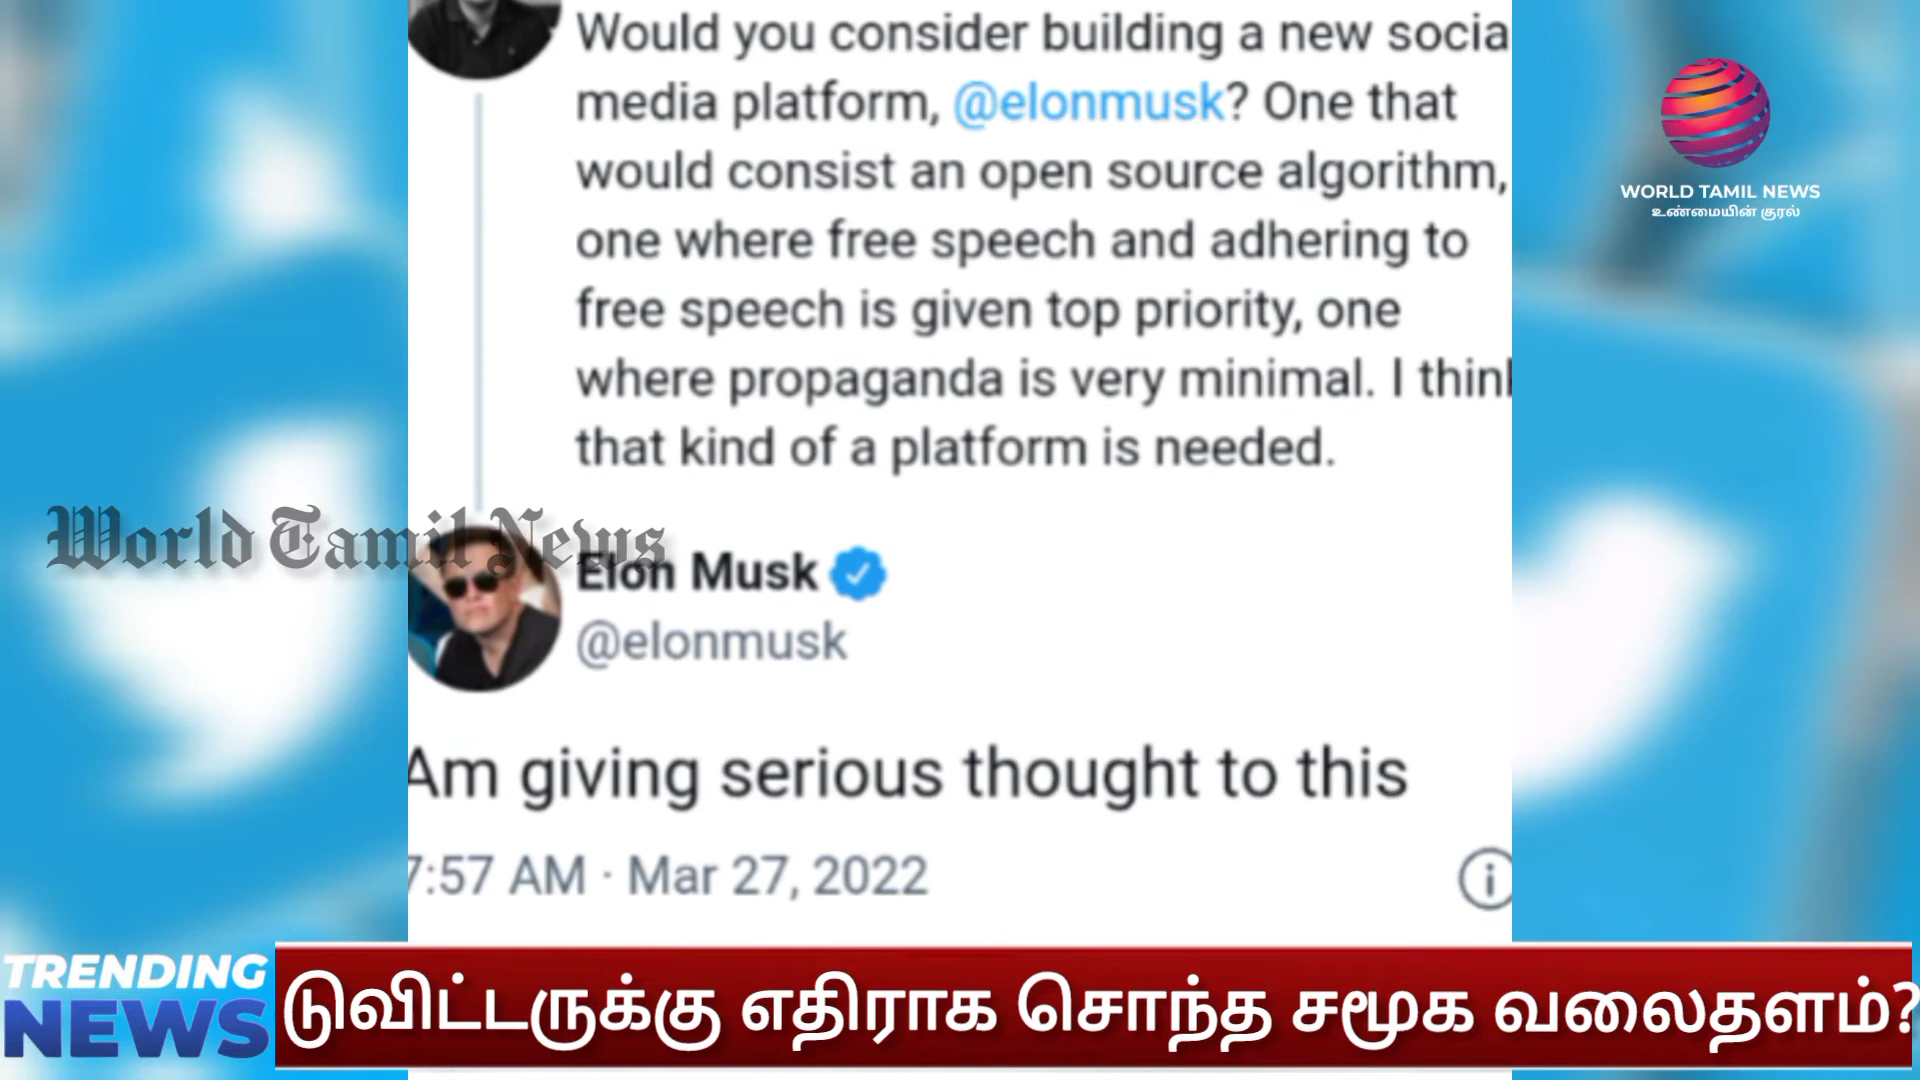 Would you consider building a new socia
media platform, @elonmusk? One that
would consist an open source algorithm,
one where free speech and adhering to
free speech is given top priority, one
where propaganda is very minimal. I think
that kind of a platform is needed.
WORLD TAMIL NEWS
உண்மையின் குரல்
World Tamil News
Elon Musk
@elonmusk
Am giving serious thought to this
7:57 AM · Mar 27, 2022
TRENDING
NEWS
டுவிட்டருக்கு எதிராக சொந்த சமூக வலைதளம்?